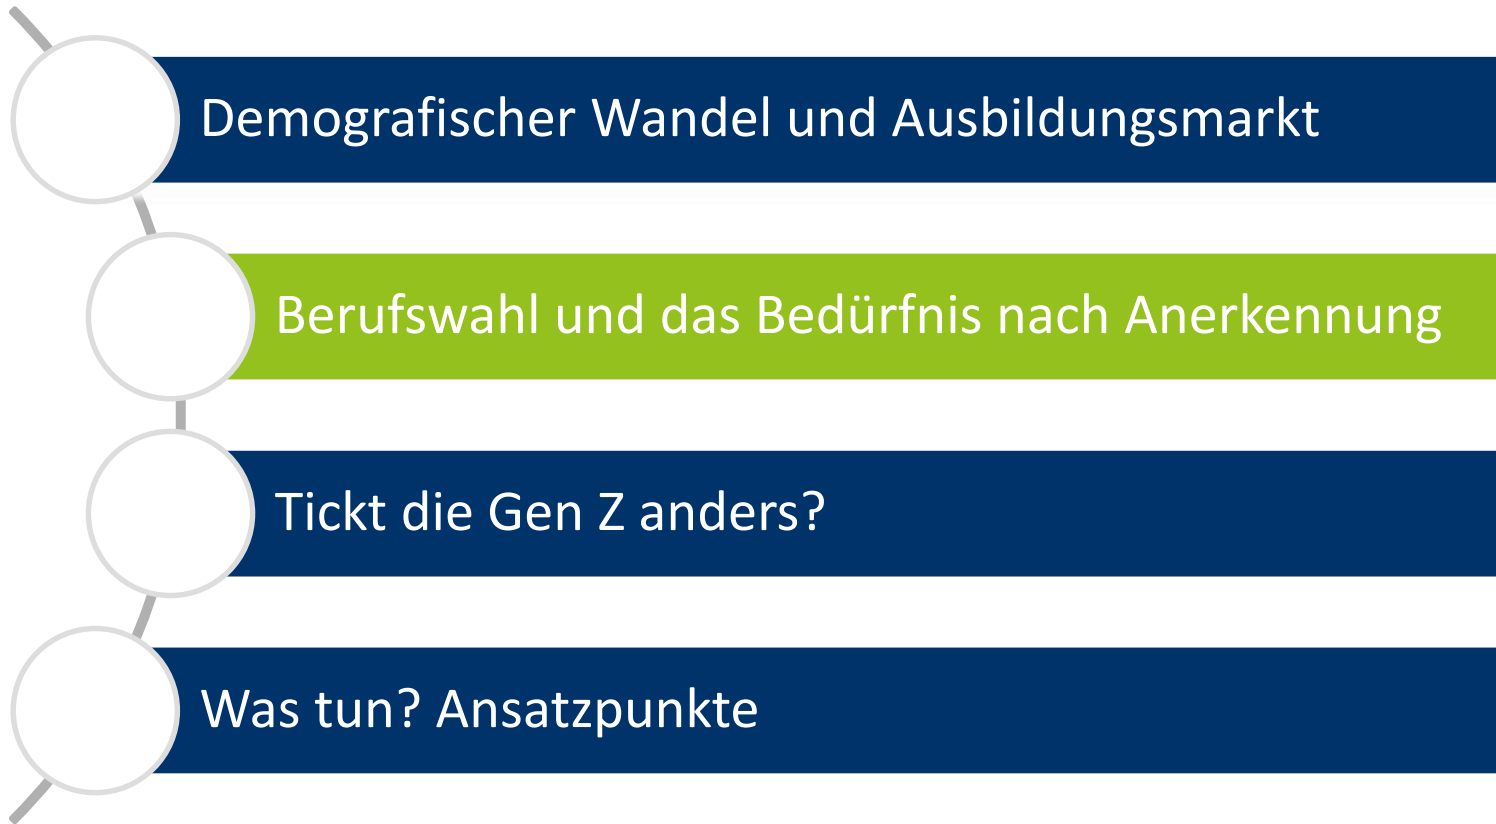 Demografischer Wandel und Ausbildungsmarkt
Berufswahl und das Bedürfnis nach Anerkennung
Tickt die Gen Z anders?
Was tun? Ansatzpunkte